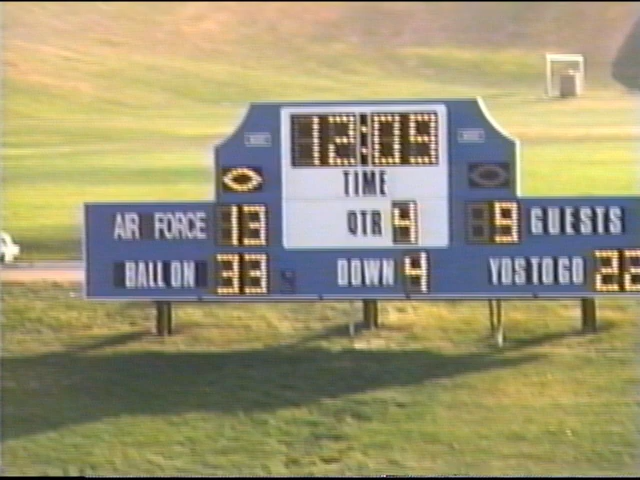 12:09
TIME
AIR FORCE 13 QTR 4 9 GUESTS
BALL ON 33 DOWN 4 YDS TO GO 22